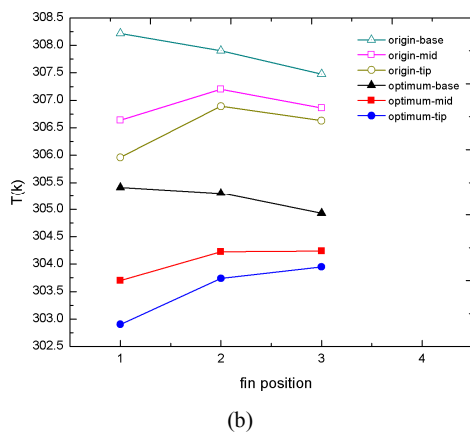 308.5
308.0
307.5
307.0
306.5
306.0
305.5
305.0
304.5
304.0
303.5
303.0
302.5
T(k)
origin-base
origin-mid
origin-tip
optimum-base
optimum-mid
optimum-tip
1 2 3 4
fin position
(b)